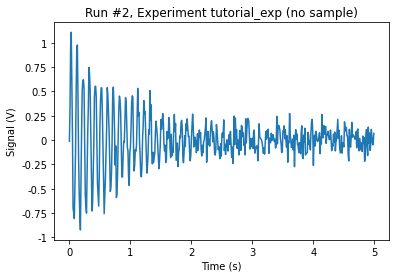 Run #2, Experiment tutorial_exp (no sample)
Signal (V)
1
0.75
0.5
0.25
0
-0.25
-0.5
-0.75
-1
0 1 2 3 4 5
Time (s)